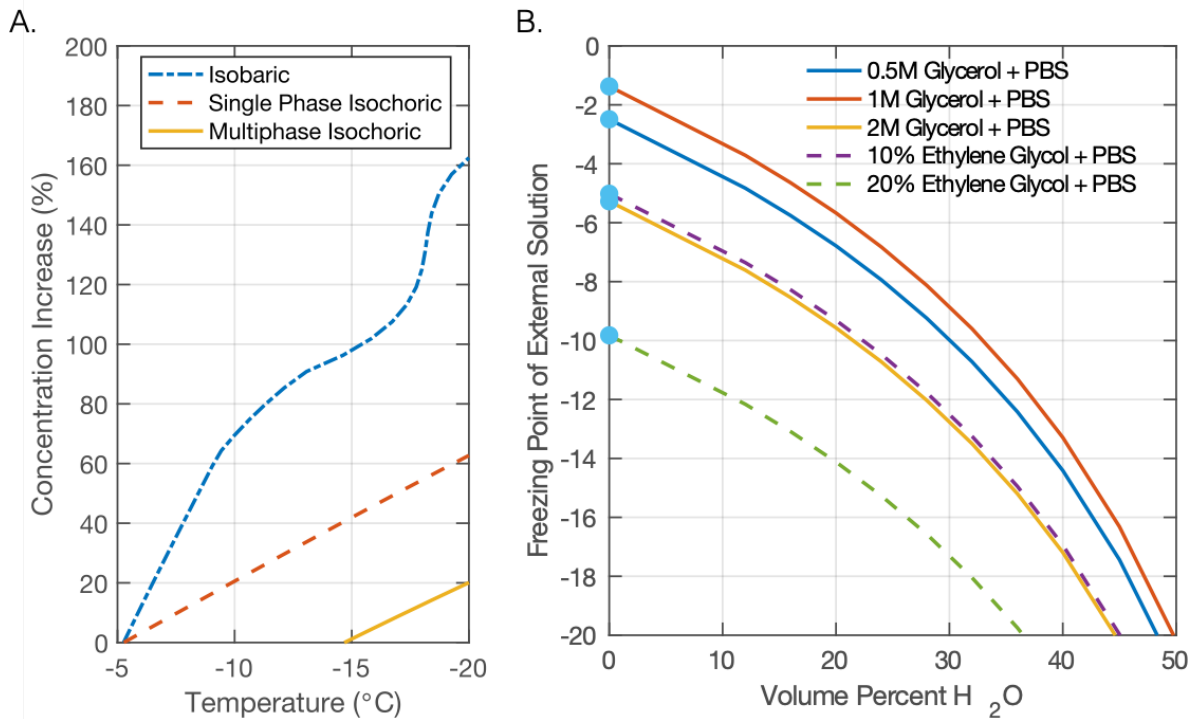 A.
200
180
160
140
120
100
80
60
40
20
0
Concentration Increase (%)
Isobaric
Single Phase Isochoric
Multiphase Isochoric
-5
-10
-15
-20
Temperature (°C)
B.
0
-2
-4
-6
-8
-10
-12
-14
-16
-18
-20
Freezing Point of External Solution
0.5M Glycerol + PBS
1M Glycerol + PBS
2M Glycerol + PBS
10% Ethylene Glycol + PBS
20% Ethylene Glycol + PBS
0
10
20
30
40
50
Volume Percent H 2O